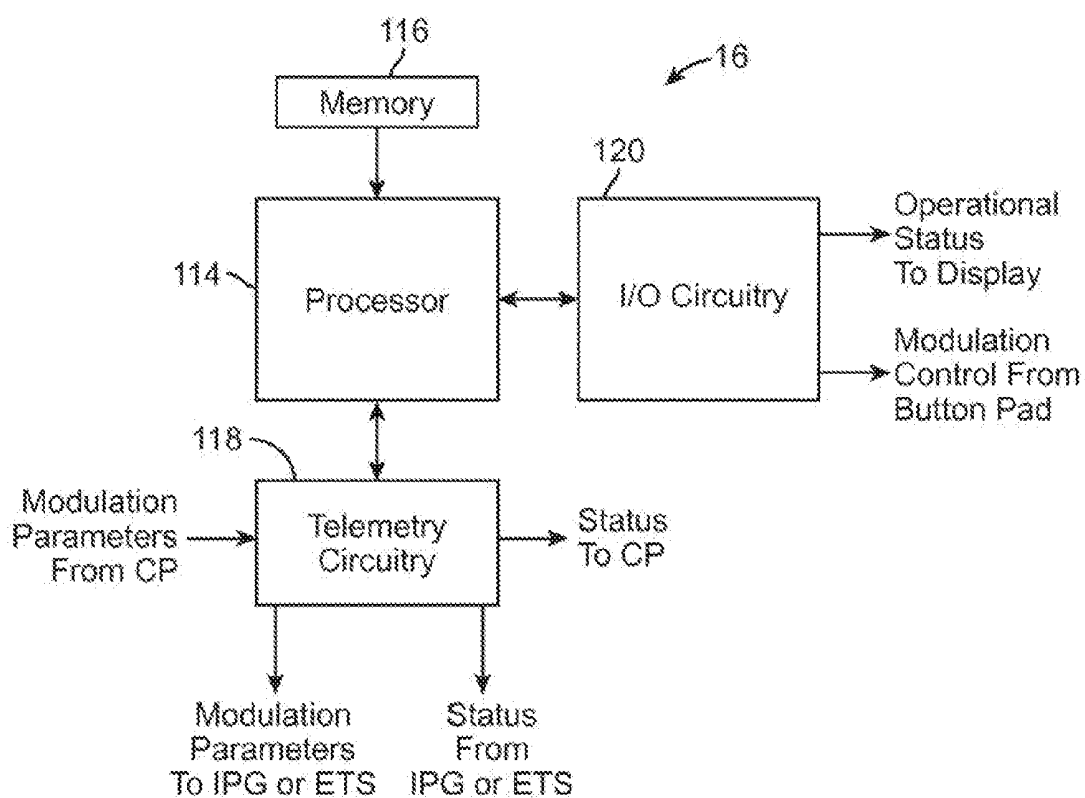 116
Memory
16
120
Operational
Status
To Display
114
Processor
I/O Circuitry
Modulation
Control From
Button Pad
118
Modulation
Parameters
From CP
Telemetry
Circuitry
Status
To CP
Modulation
Parameters
To IPG or ETS
Status
From
IPG or ETS